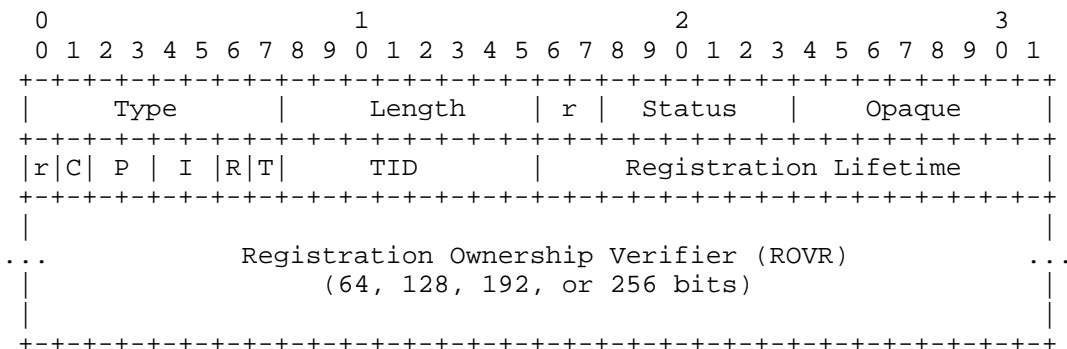 0                   1                   2                   3
 0 1 2 3 4 5 6 7 8 9 0 1 2 3 4 5 6 7 8 9 0 1 2 3 4 5 6 7 8 9 0 1
+-+-+-+-+-+-+-+-+-+-+-+-+-+-+-+-+-+-+-+-+-+-+-+-+-+-+-+-+-+-+-+-+
|     Type      |     Length    | r |  Status   |    Opaque     |
+-+-+-+-+-+-+-+-+-+-+-+-+-+-+-+-+-+-+-+-+-+-+-+-+-+-+-+-+-+-+-+-+
|r|C| P | I |R|T|     TID       |     Registration Lifetime     |
+-+-+-+-+-+-+-+-+-+-+-+-+-+-+-+-+-+-+-+-+-+-+-+-+-+-+-+-+-+-+-+-+
|                                                               |
...            Registration Ownership Verifier (ROVR)           ...
|                  (64, 128, 192, or 256 bits)                  |
|                                                               |
+-+-+-+-+-+-+-+-+-+-+-+-+-+-+-+-+-+-+-+-+-+-+-+-+-+-+-+-+-+-+-+-+